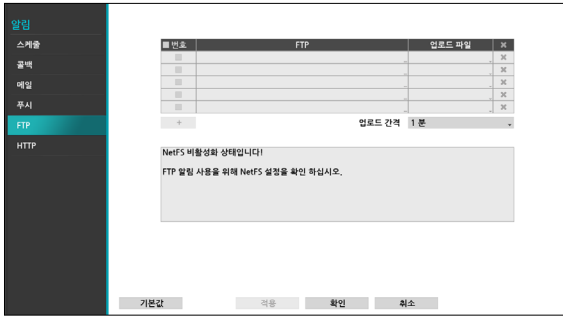 알림
스케줄
콜백
메일
푸시
FTP
HTTP
번호 FTP 업로드 파일
업로드 간격 1 분
NetFS 비활성화 상태입니다!
FTP 알림 사용을 위해 NetFS 설정을 확인 하십시오.
기본값 적용 확인 취소